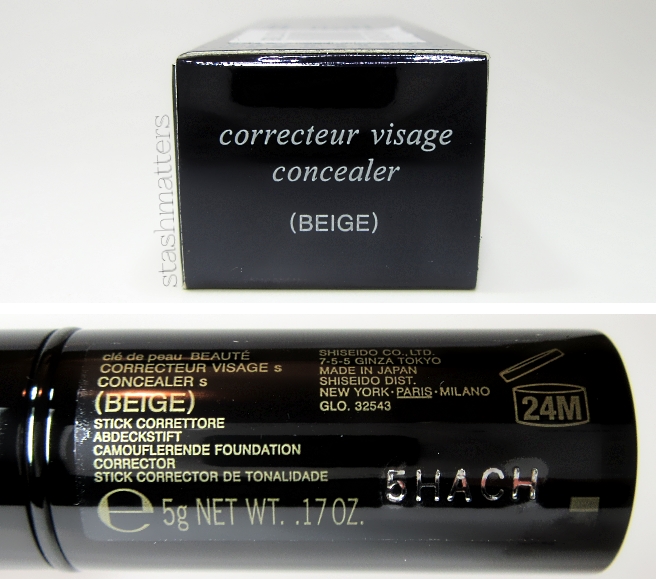 stashmatters
correcteur visage
concealer
(BEIGE)
clé de peau BEAUTÉ
CORRECTEUR VISAGE s
CONCEALER s
(BEIGE)
STICK CORRETTORE
ABDECKSTIFT
CAMOUFLERENDE FOUNDATION
CORRECTOR
STICK CORRECTOR DE TONALIDADE
e 5g NET WT. .17 OZ.
SHISEIDO CO., LTD.
7-5-5 GINZA TOKYO
MADE IN JAPAN
SHISEIDO DIST.
NEW YORK·PARIS·MILANO
GLO. 32543
24M
5HACH